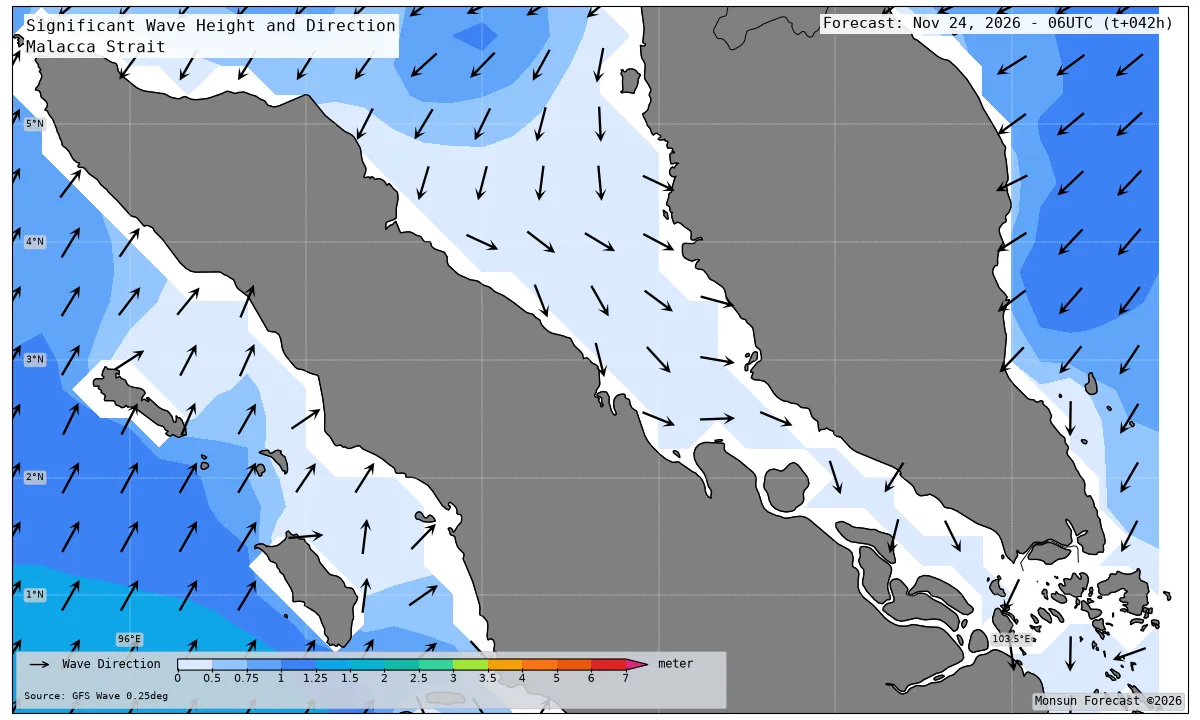 Significant Wave Height and Direction
Malacca Strait
Forecast: Nov 24, 2026 - 06UTC (t+042h)
5°N
4°N
3°N
2°N
1°N
96°E
103.5°E
Wave Direction
0 0.5 0.75 1 1.25 1.5 2 2.5 3 3.5 4 5 6 7
meter
Source: GFS Wave 0.25deg
Monsun Forecast ©2026